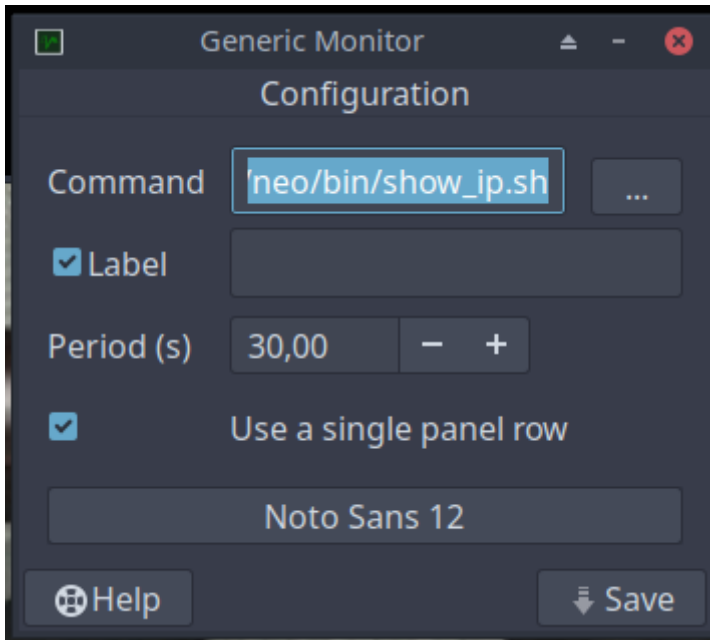 Generic Monitor
Configuration
Command /neo/bin/show_ip.sh ...
Label
Period (s) 30,00 − +
Use a single panel row
Noto Sans 12
Help Save